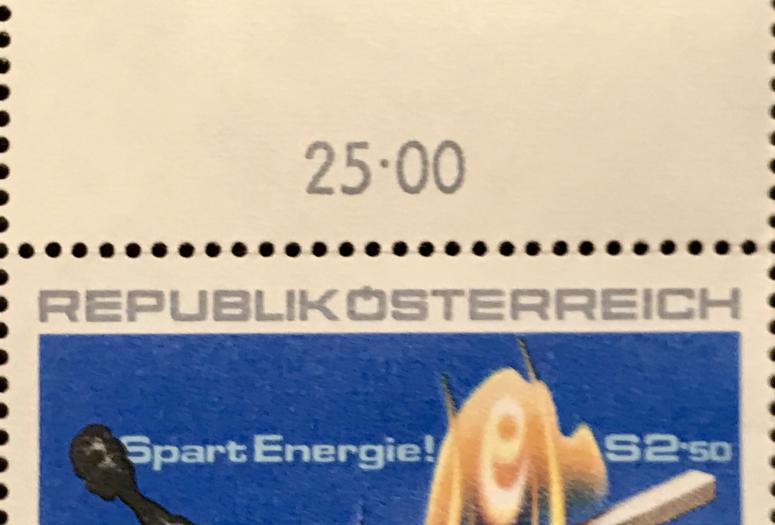 25·00
REPUBLIK ÖSTERREICH
Spart Energie! e S2·50